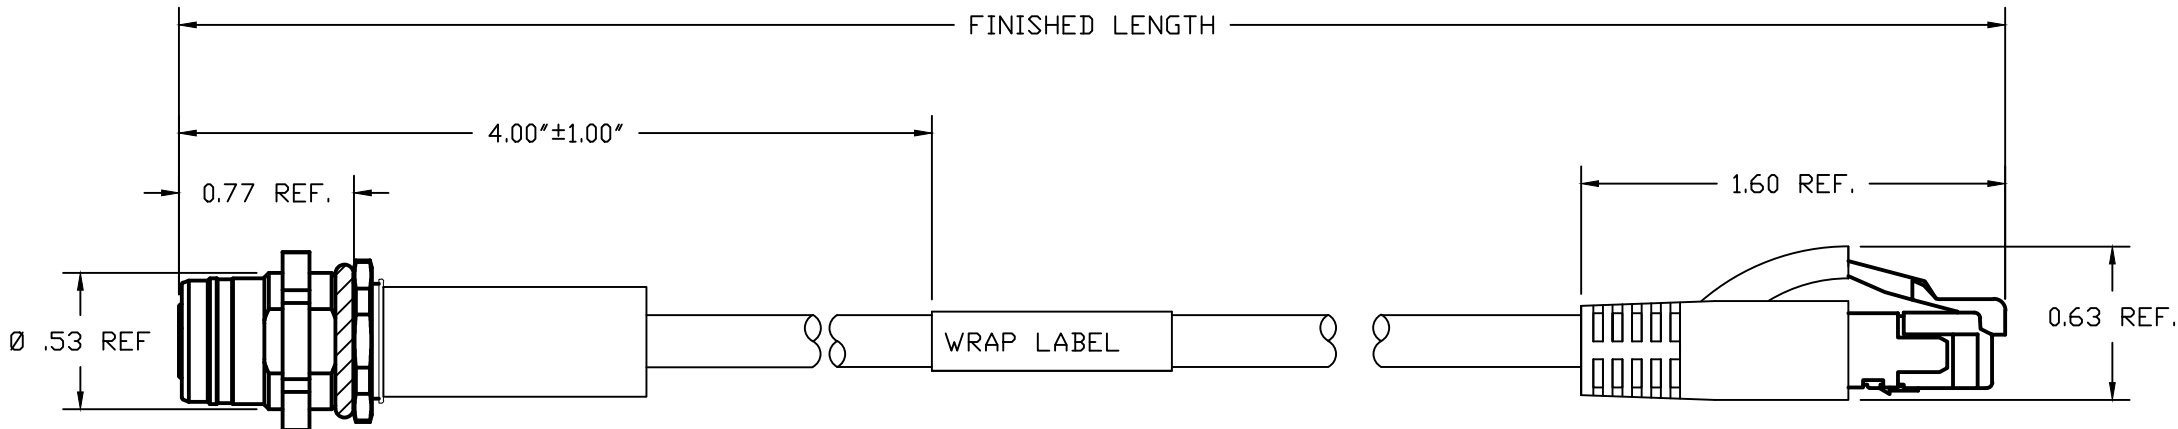 FINISHED LENGTH
4.00"±1.00"
0.77 REF.
1.60 REF.
Ø .53 REF
WRAP LABEL
0.63 REF.